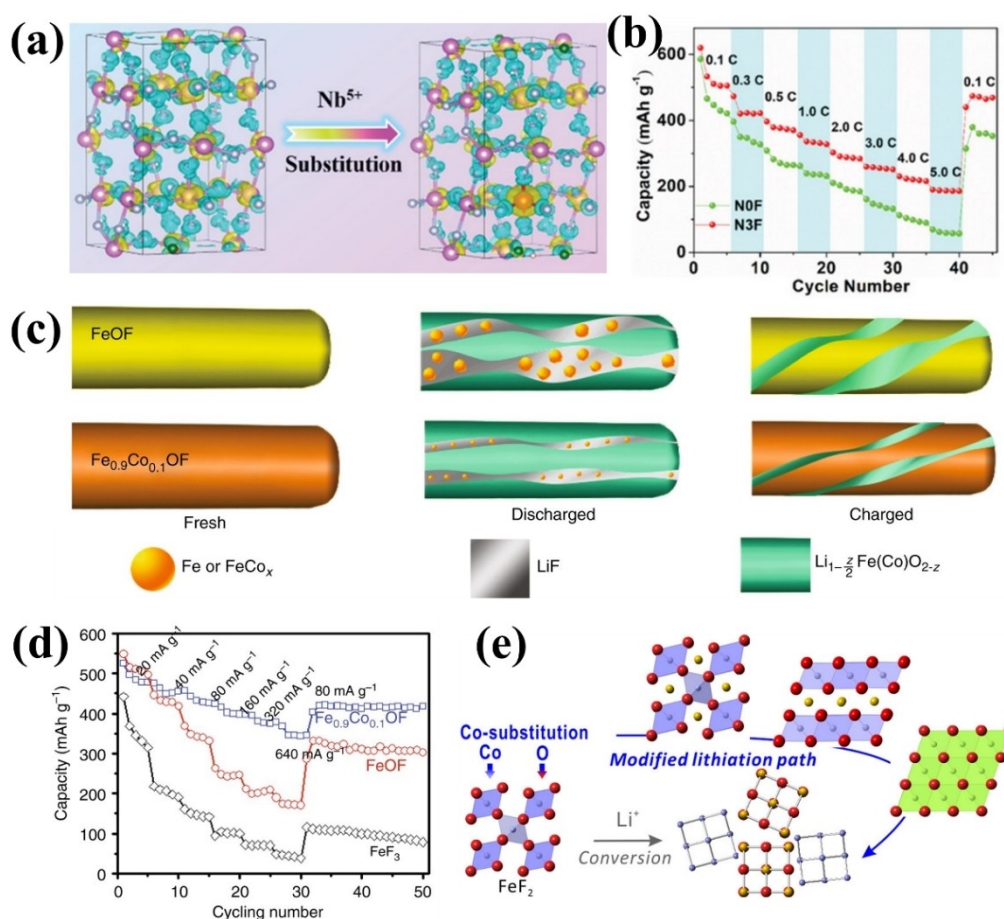 (a)
Nb⁵⁺
Substitution
(b)
Capacity (mAh g⁻¹)
600
400
200
0
0.1 C
0.3 C
0.5 C
1.0 C
2.0 C
3.0 C
4.0 C
5.0 C
0.1 C
N0F
N3F
0 10 20 30 40
Cycle Number
(c)
FeOF
Fe₀.₉Co₀.₁OF
Fresh
Discharged
Charged
Fe or FeCoₓ
LiF
Li₁₋z/₂Fe(Co)O₂₋z
(d)
Capacity (mAh g⁻¹)
600
500
400
300
200
100
0
20 mA g⁻¹
40 mA g⁻¹
80 mA g⁻¹
160 mA g⁻¹
320 mA g⁻¹
640 mA g⁻¹
80 mA g⁻¹
Fe₀.₉Co₀.₁OF
FeOF
FeF₃
0 10 20 30 40 50
Cycling number
(e)
Co-substitution
Co O
Modified lithiation path
FeF₂
Li⁺
Conversion